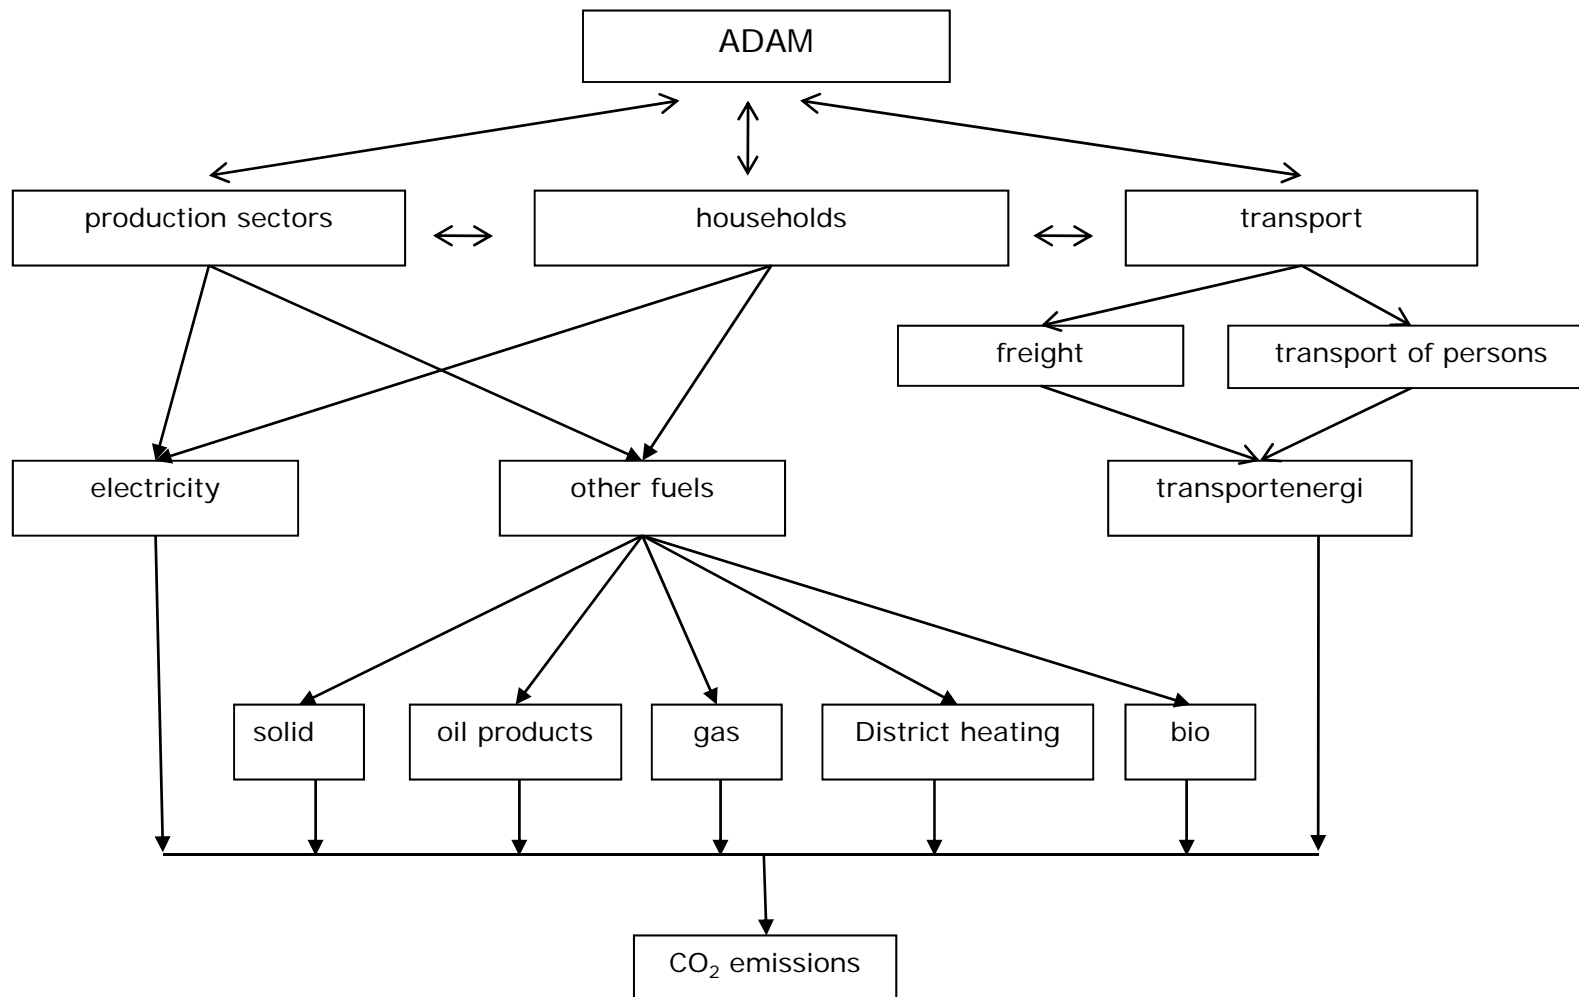 ADAM
production sectors
households
transport
freight
transport of persons
electricity
other fuels
transportenergi
solid
oil products
gas
District heating
bio
CO₂ emissions